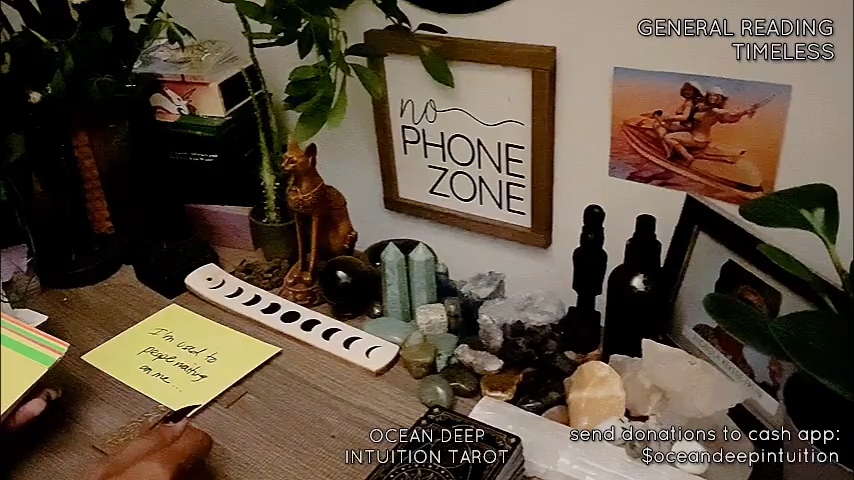 GENERAL READING
TIMELESS
no
PHONE
ZONE
I'm used to
people waiting
on me...
OCEAN DEEP
INTUITION TAROT
send donations to cash app:
$oceandeepintuition